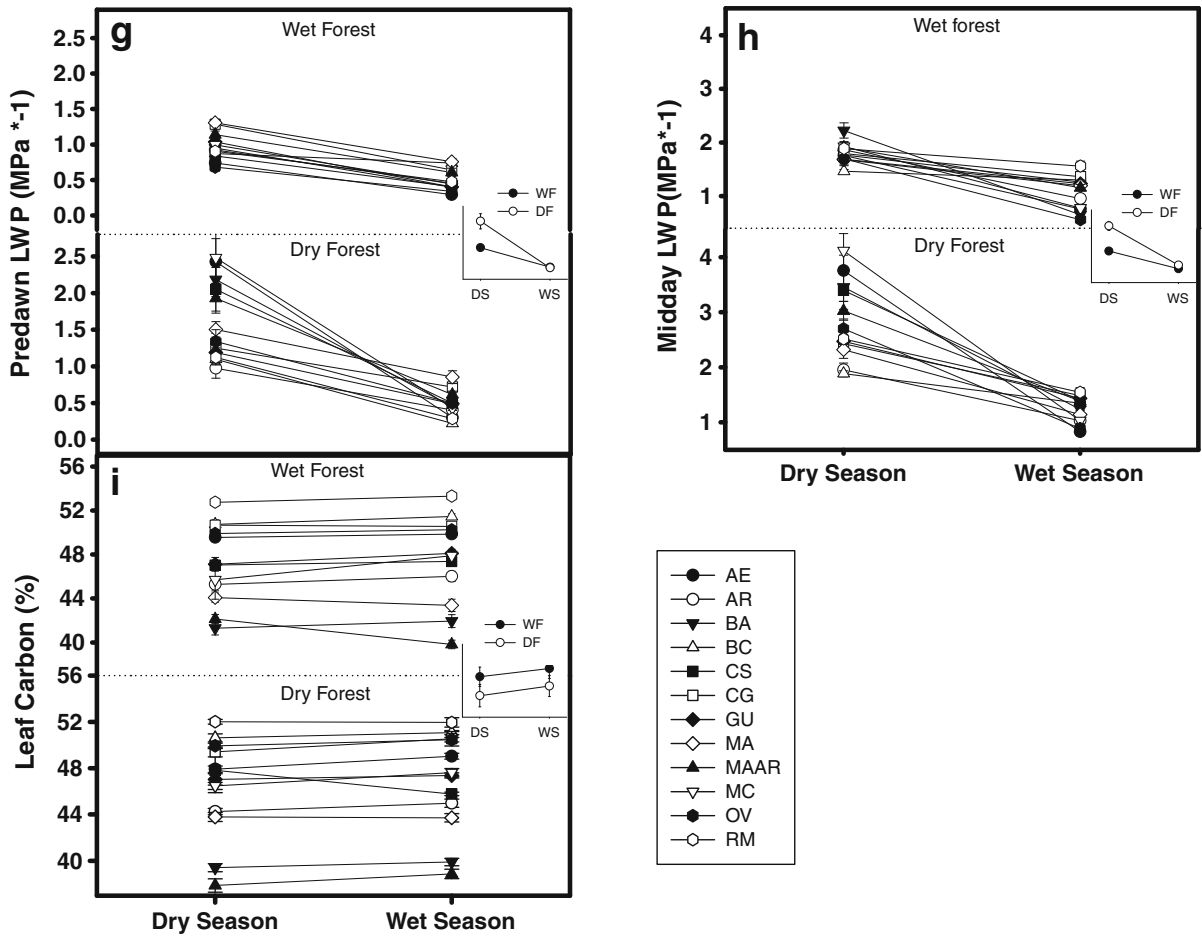 g
Wet Forest
2.5
2.0
1.5
1.0
0.5
0.0
WF
DF
Dry Forest
2.5
2.0
1.5
1.0
0.5
0.0
DS
WS
Predawn LWP (MPa *-1)
h
Wet forest
4
3
2
1
WF
DF
Dry Forest
4
3
2
1
DS
WS
Midday LWP(MPa*-1)
Dry Season
Wet Season
i
Wet Forest
56
52
48
44
40
WF
DF
56
Dry Forest
52
48
44
40
DS
WS
Leaf Carbon (%)
Dry Season
Wet Season
AE
AR
BA
BC
CS
CG
GU
MA
MAAR
MC
OV
RM